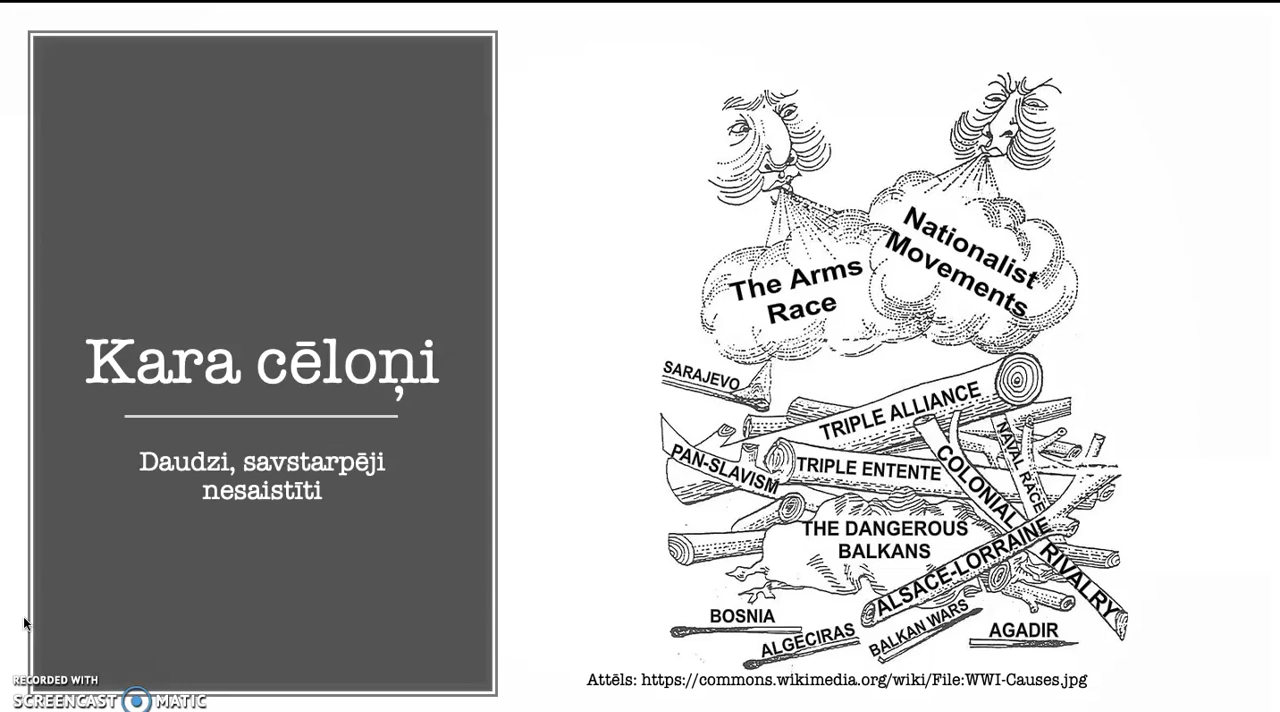 Kara cēloņi
Daudzi, savstarpēji
nesaistīti
The Arms
Race
Nationalist
Movements
SARAJEVO
TRIPLE ALLIANCE
PAN-SLAVISM
TRIPLE ENTENTE
COLONIAL
RIVALRY
NAVAL RACE
THE DANGEROUS
BALKANS
ALSACE-LORRAINE
BOSNIA
ALGECIRAS
BALKAN WARS
AGADIR
Attēls: https://commons.wikimedia.org/wiki/File:WWI-Causes.jpg
RECORDED WITH
SCREENCAST MATIC